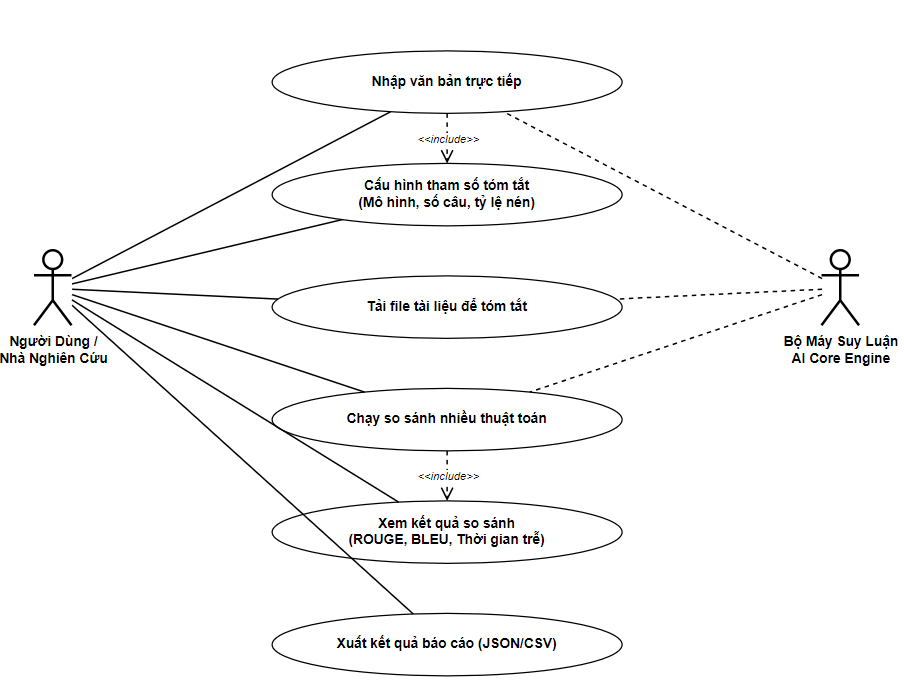 Nhập văn bản trực tiếp
<<include>>
Cấu hình tham số tóm tắt
(Mô hình, số câu, tỷ lệ nén)
Tải file tài liệu để tóm tắt
Người Dùng /
Nhà Nghiên Cứu
Bộ Máy Suy Luận
AI Core Engine
Chạy so sánh nhiều thuật toán
<<include>>
Xem kết quả so sánh
(ROUGE, BLEU, Thời gian trễ)
Xuất kết quả báo cáo (JSON/CSV)